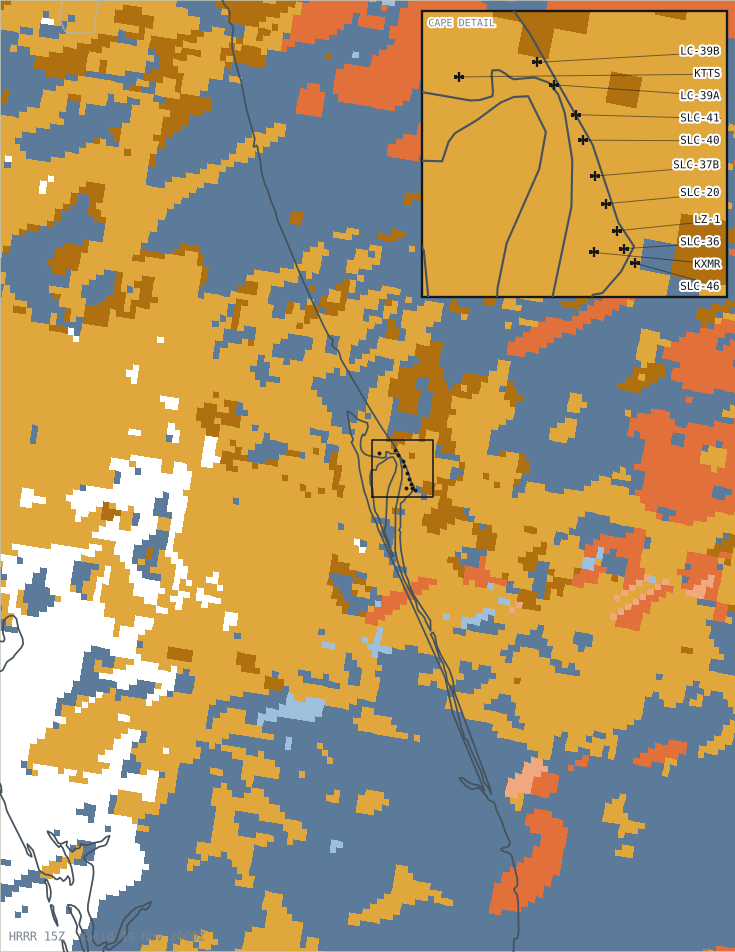 CAPE DETAIL
LC-39B
KTTS
LC-39A
SLC-41
SLC-40
SLC-37B
SLC-20
LZ-1
SLC-36
KXMR
SLC-46
HRRR 15Z